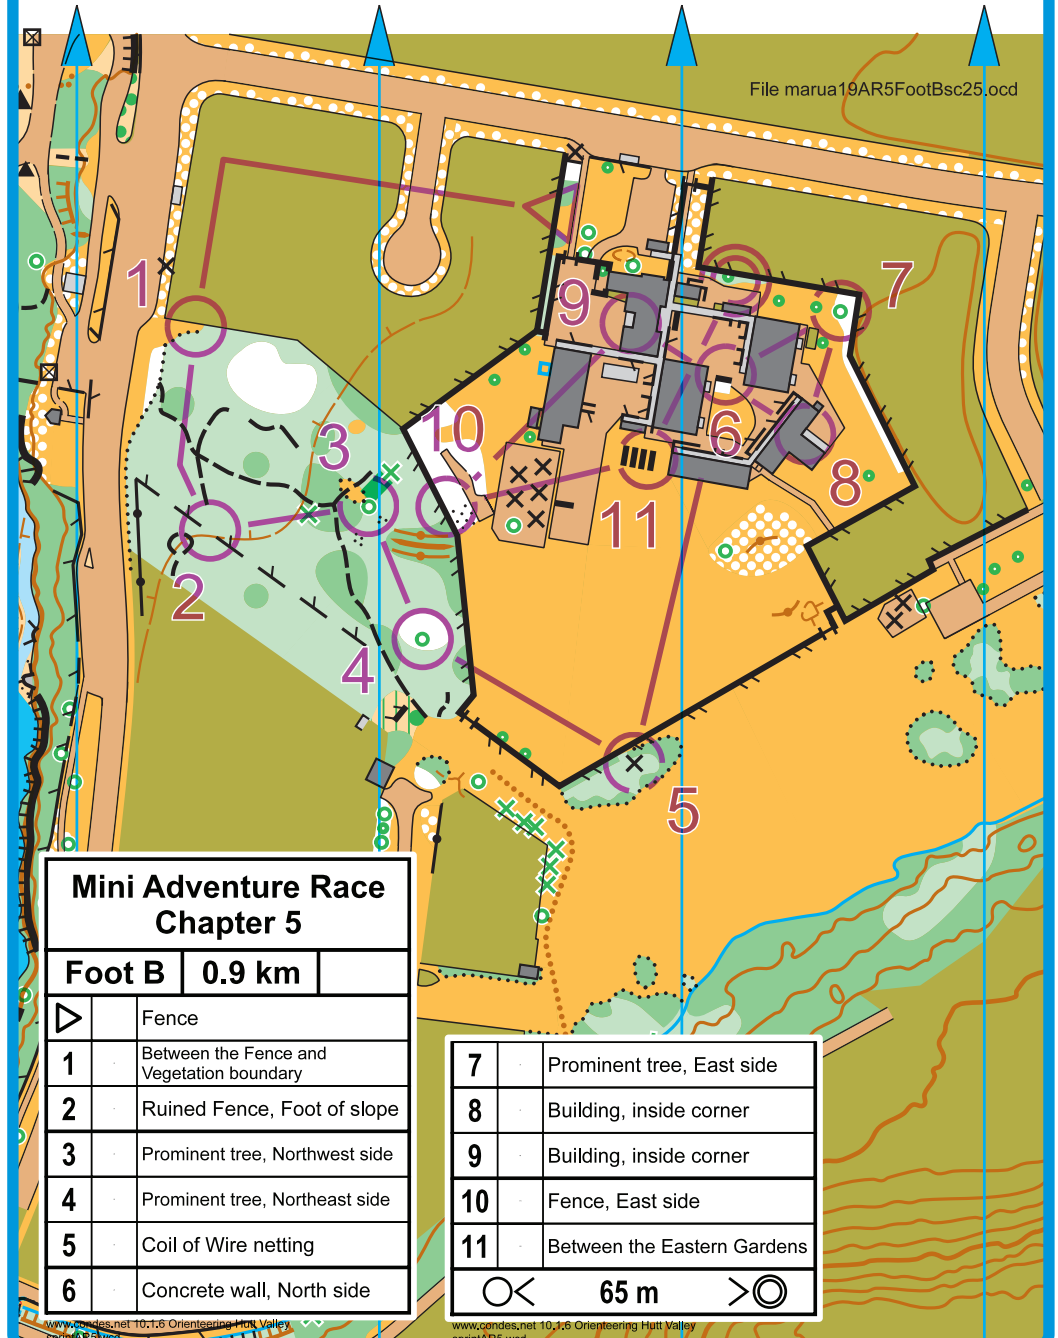 File marua19AR5FootBsc25.ocd
1
2
3
4
5
6
7
8
9
10
11
Mini Adventure Race
Chapter 5
Foot B 0.9 km
Fence
1 Between the Fence and
Vegetation boundary
2 Ruined Fence, Foot of slope
3 Prominent tree, Northwest side
4 Prominent tree, Northeast side
5 Coil of Wire netting
6 Concrete wall, North side
www.condes.net 10.1.6 Orienteering Hutt Valley
sprintAR5.wcd
7 Prominent tree, East side
8 Building, inside corner
9 Building, inside corner
10 Fence, East side
11 Between the Eastern Gardens
65 m
www.condes.net 10.1.6 Orienteering Hutt Valley
sprintAR5.wcd